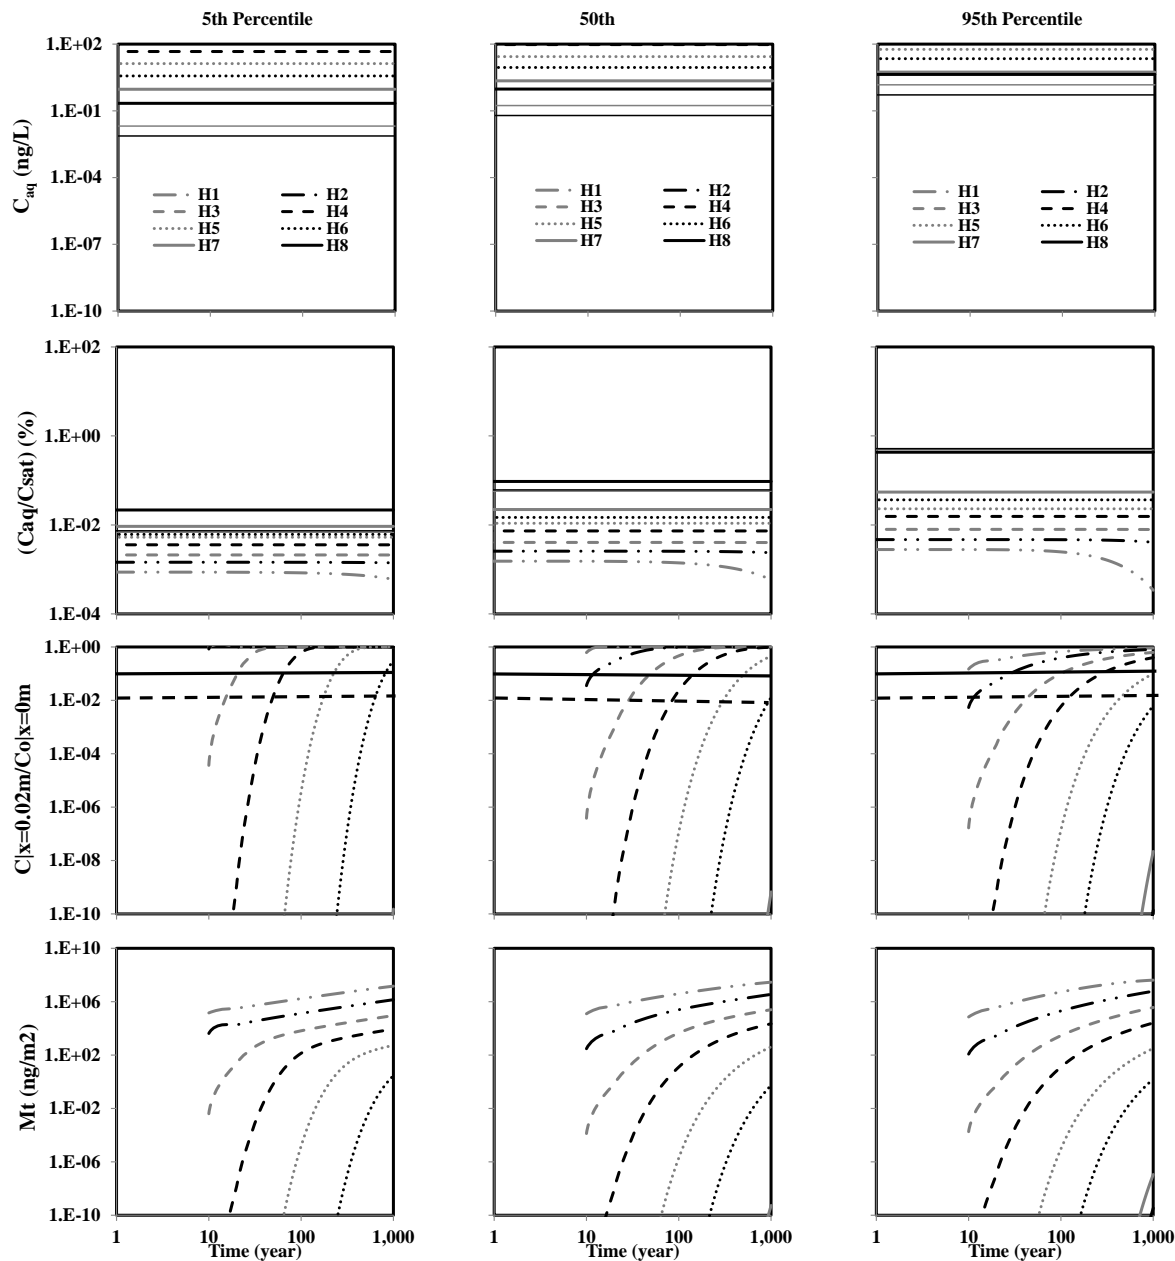 5th Percentile 50th 95th Percentile
1.E+02
1.E-01
1.E-04
1.E-07
1.E-10
Caq (ng/L)
H1 H2
H3 H4
H5 H6
H7 H8
H1 H2
H3 H4
H5 H6
H7 H8
H1 H2
H3 H4
H5 H6
H7 H8
1.E+02
1.E+00
1.E-02
1.E-04
(Caq/Csat) (%)
1.E+00
1.E-02
1.E-04
1.E-06
1.E-08
1.E-10
C|x=0.02m/Co|x=0m
1.E+10
1.E+06
1.E+02
1.E-02
1.E-06
1.E-10
Mt (ng/m2)
1 10 100 1,000
Time (year)
1 10 100 1,000
Time (year)
1 10 100 1,000
Time (year)